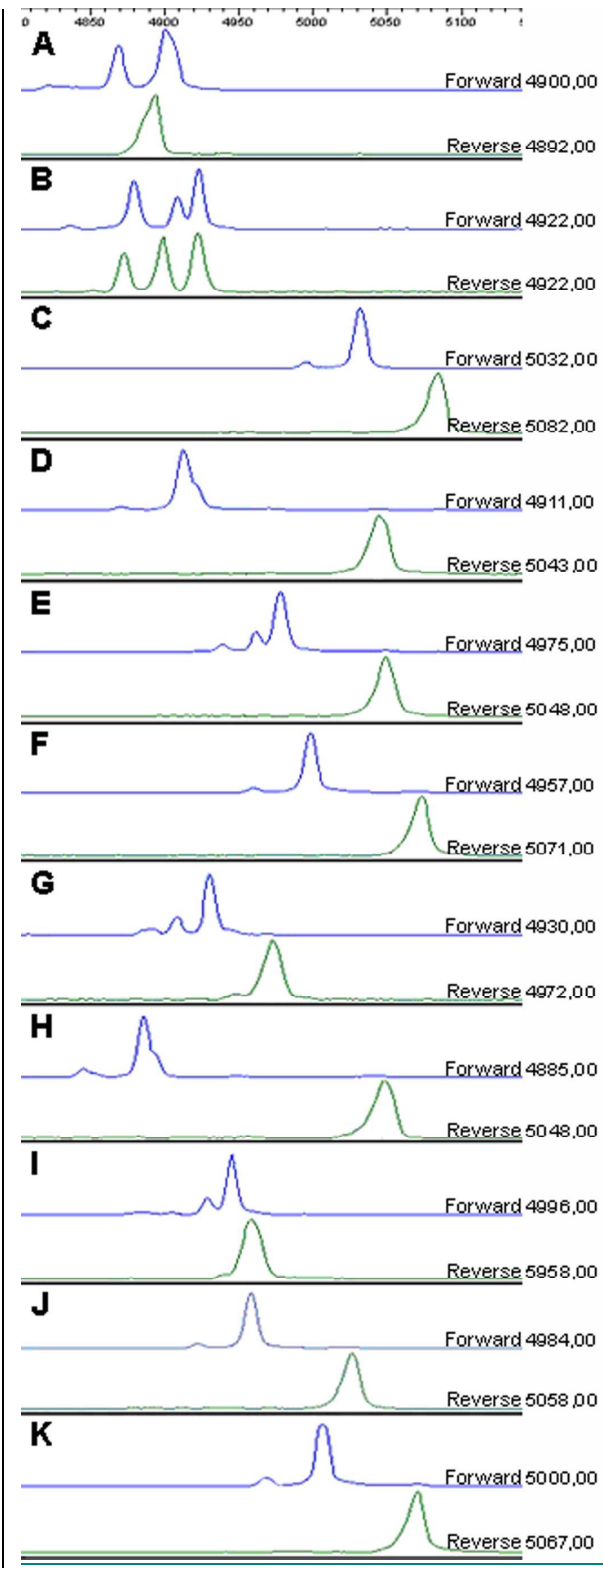 0 4850 4900 4950 5000 5050 5100
A
Forward 4900,00
Reverse 4892,00
B
Forward 4922,00
Reverse 4922,00
C
Forward 5032,00
Reverse 5082,00
D
Forward 4911,00
Reverse 5043,00
E
Forward 4975,00
Reverse 5048,00
F
Forward 4957,00
Reverse 5071,00
G
Forward 4930,00
Reverse 4972,00
H
Forward 4885,00
Reverse 5048,00
I
Forward 4996,00
Reverse 5958,00
J
Forward 4984,00
Reverse 5058,00
K
Forward 5000,00
Reverse 5067,00